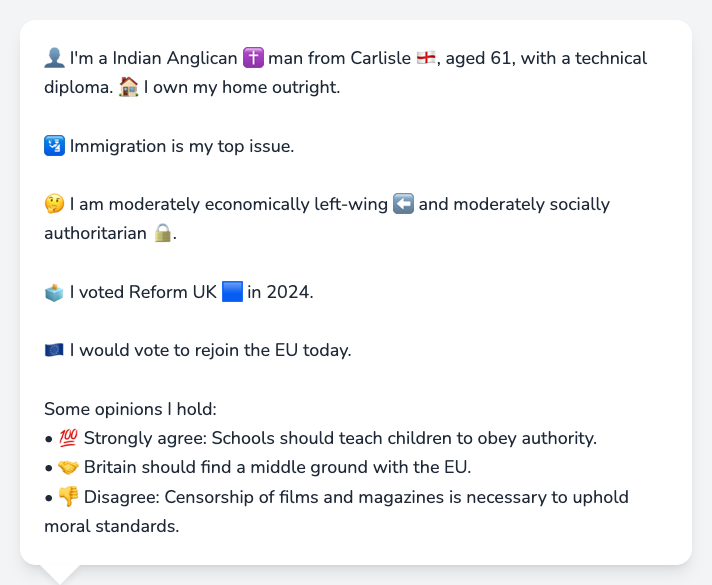 👤 I'm a Indian Anglican ✝️ man from Carlisle 🏴󠁧󠁢󠁥󠁮󠁧󠁿, aged 61, with a technical
diploma. 🏠 I own my home outright.
🛂 Immigration is my top issue.
🤔 I am moderately economically left-wing ⬅️ and moderately socially
authoritarian 🔒.
🗳️ I voted Reform UK 🟦 in 2024.
🇪🇺 I would vote to rejoin the EU today.
Some opinions I hold:
• 💯 Strongly agree: Schools should teach children to obey authority.
• 🤝 Britain should find a middle ground with the EU.
• 👎 Disagree: Censorship of films and magazines is necessary to uphold
moral standards.